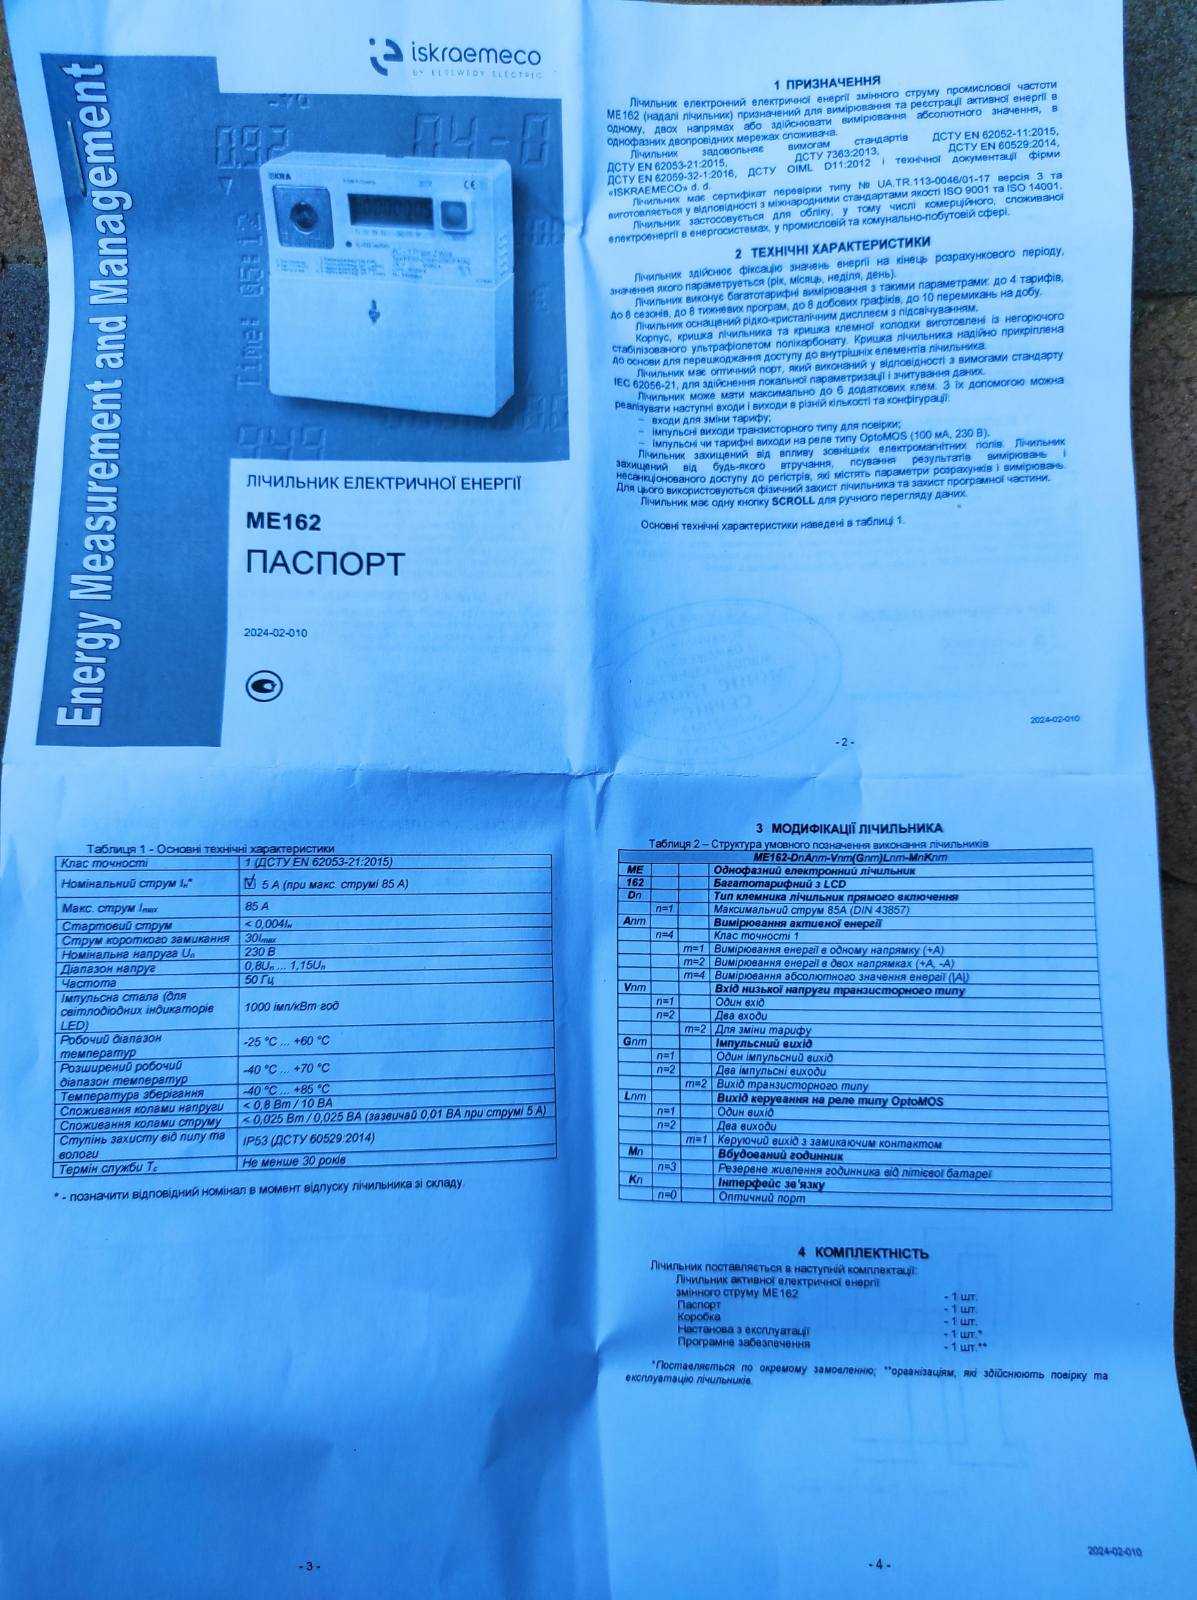 Energy Measurement and Management
iskraemeco
BY ELSEWEDY ELECTRIC
ISKRA
ЛІЧИЛЬНИК ЕЛЕКТРИЧНОЇ ЕНЕРГІЇ
ME162
ПАСПОРТ
2024-02-010
1 ПРИЗНАЧЕННЯ
Лічильник електронний електричної енергії змінного струму промислової частоти
ME162 (надалі лічильник) призначений для вимірювання та реєстрації активної енергії в
одному, двох напрямах або здійснювати вимірювання абсолютного значення, в
однофазних двопровідних мережах споживача.
Лічильник задовольняє вимогам стандартів ДСТУ EN 62052-11:2015,
ДСТУ EN 62053-21:2015, ДСТУ 7363:2013, ДСТУ EN 60529:2014,
ДСТУ EN 62059-32-1:2016, ДСТУ OIML D11:2012 і технічної документації фірми
«ISKRAEMECO» d. d.
Лічильник має сертифікат перевірки типу № UA.TR.113-0046/01-17 версія 3 та
виготовляється у відповідності з міжнародними стандартами якості ISO 9001 та ISO 14001.
Лічильник застосовується для обліку, у тому числі комерційного, споживаної
електроенергії в енергосистемах, у промисловій та комунально-побутовій сфері.
2 ТЕХНІЧНІ ХАРАКТЕРИСТИКИ
Лічильник здійснює фіксацію значень енергії на кінець розрахункового періоду,
значення якого параметрується (рік, місяць, неділя, день).
Лічильник виконує багатотарифні вимірювання з такими параметрами: до 4 тарифів,
до 8 сезонів, до 8 тижневих програм, до 8 добових графіків, до 10 перемикань на добу.
Лічильник оснащений рідко-кристалічним дисплеєм з підсвічуванням.
Корпус, кришка лічильника та кришка клемної колодки виготовлені із негорючого
стабілізованого ультрафіолетом полікарбонату. Кришка лічильника надійно прикріплена
до основи для перешкоджання доступу до внутрішніх елементів лічильника.
Лічильник має оптичний порт, який виконаний у відповідності з вимогами стандарту
IEC 62056-21, для здійснення локальної параметризації і зчитування даних.
Лічильник може мати максимально до 6 додаткових клем. З їх допомогою можна
реалізувати наступні входи і виходи в різній кількості та конфігурації:
– входи для зміни тарифу;
– імпульсні виходи транзисторного типу для повірки;
– імпульсні чи тарифні виходи на реле типу OptoMOS (100 мА, 230 В).
Лічильник захищений від впливу зовнішніх електромагнітних полів. Лічильник
захищений від будь-якого втручання, псування результатів вимірювань і
несанкціонованого доступу до регістрів, які містять параметри розрахунків і вимірювань.
Для цього використовуються фізичний захист лічильника та захист програмної частини.
Лічильник має одну кнопку SCROLL для ручного перегляду даних.
Основні технічні характеристики наведені в таблиці 1.
2024-02-010
- 2 -
Таблиця 1 - Основні технічні характеристики
Клас точності 1 (ДСТУ EN 62053-21:2015)
Номінальний струм Iн* ☑ 5 А (при макс. струмі 85 А)
Макс. струм Imax 85 А
Стартовий струм < 0,004Iн
Струм короткого замикання 30Imax
Номінальна напруга Un 230 В
Діапазон напруг 0,8Un ... 1,15Un
Частота 50 Гц
Імпульсна стала (для
світлодіодних індикаторів
LED) 1000 імп/кВт·год
Робочий діапазон
температур -25 °C ... +60 °C
Розширений робочий
діапазон температур -40 °C ... +70 °C
Температура зберігання -40 °C ... +85 °C
Споживання колами напруги < 0,8 Вт / 10 ВА
Споживання колами струму < 0,025 Вт / 0,025 ВА (зазвичай 0,01 ВА при струмі 5 А)
Ступінь захисту від пилу та
вологи IP53 (ДСТУ 60529:2014)
Термін служби Tc Не менше 30 років
* - позначити відповідний номінал в момент відпуску лічильника зі складу.
- 3 -
3 МОДИФІКАЦІЇ ЛІЧИЛЬНИКА
Таблиця 2 – Структура умовного позначення виконання лічильників
ME162-DnAnm-Vnm(Gnm)Lnm-MnKnm
ME Однофазний електронний лічильник
162 Багатотарифний з LCD
Dn Тип клемника лічильник прямого включення
n=1 Максимальний струм 85А (DIN 43857)
Anm Вимірювання активної енергії
n=4 Клас точності 1
m=1 Вимірювання енергії в одному напрямку (+A)
m=2 Вимірювання енергії в двох напрямках (+A, -A)
m=4 Вимірювання абсолютного значення енергії (|A|)
Vnm Вхід низької напруги транзисторного типу
n=1 Один вхід
n=2 Два входи
m=2 Для зміни тарифу
Gnm Імпульсний вихід
n=1 Один імпульсний вихід
n=2 Два імпульсні виходи
m=2 Вихід транзисторного типу
Lnm Вихід керування на реле типу OptoMOS
n=1 Один вихід
n=2 Два виходи
m=1 Керуючий вихід з замикаючим контактом
Mn Вбудований годинник
n=3 Резервне живлення годинника від літієвої батареї
Kn Інтерфейс зв'язку
n=0 Оптичний порт
4 КОМПЛЕКТНІСТЬ
Лічильник поставляється в наступній комплектації:
Лічильник активної електричної енергії
змінного струму ME162 - 1 шт.
Паспорт - 1 шт.
Коробка - 1 шт.
Настанова з експлуатації - 1 шт.*
Програмне забезпечення - 1 шт.**
*Поставляється по окремому замовленню; **організаціям, які здійснюють повірку та
експлуатацію лічильників.
2024-02-010
- 4 -